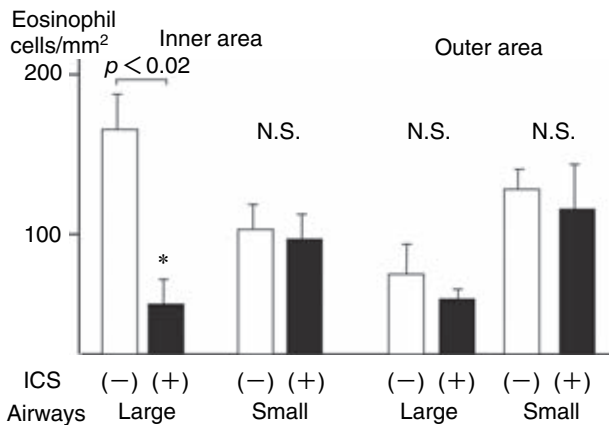 Eosinophil
cells/mm²
Inner area
Outer area
200
p < 0.02
N.S.
N.S.
N.S.
100
*
ICS (−) (+) (−) (+) (−) (+) (−) (+)
Airways Large Small Large Small